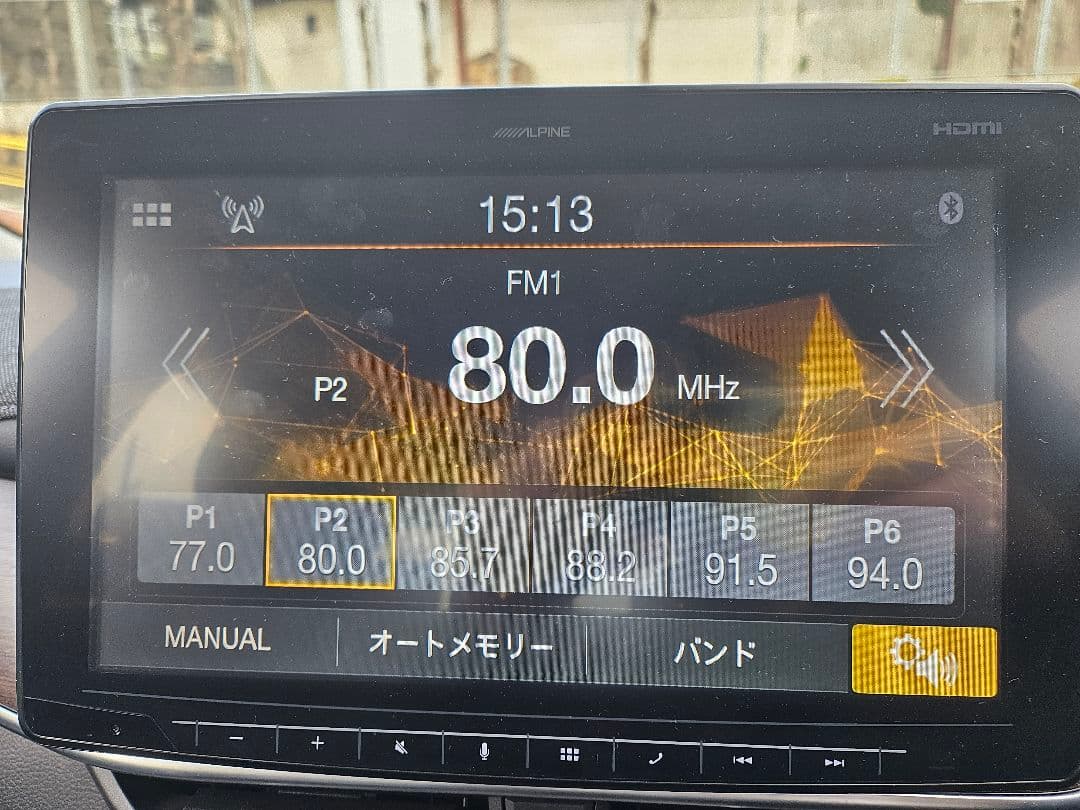 ALPINE
HDMI
15:13
FM1
P2 80.0 MHz
P1 P2 P3 P4 P5 P6
77.0 80.0 85.7 88.2 91.5 94.0
MANUAL オートメモリー バンド